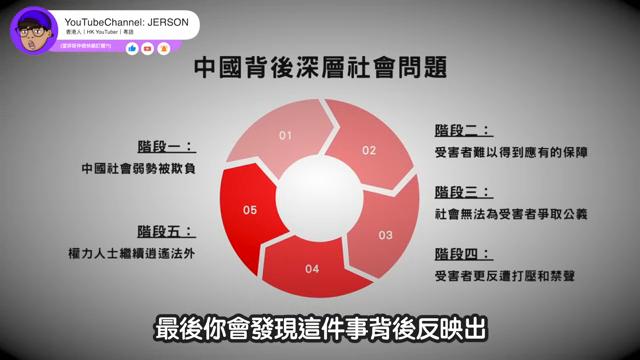 YouTubeChannel: JERSON
香港人 | HK YouTuber | 粵語
中國背後深層社會問題
階段一：
中國社會弱勢被欺負
01
02
03
04
05
階段二：
受害者難以得到應有的保障
階段三：
社會無法為受害者爭取公義
階段四：
受害者更反遭打壓和禁聲
階段五：
權力人士繼續逍遙法外
最後你會發現這件事背後反映出